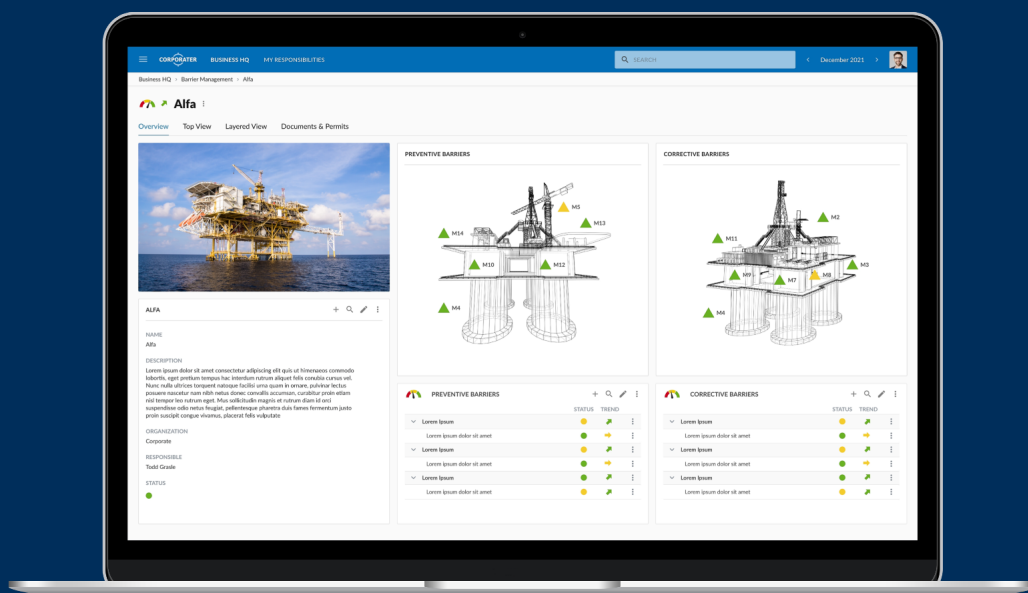 CORPORATER BUSINESS HQ MY RESPONSIBILITIES SEARCH December 2021
Business HQ > Barrier Management > Alfa
Alfa
Overview Top View Layered View Documents & Permits
PREVENTIVE BARRIERS
M5
M13
M14
M10
M12
M4
CORRECTIVE BARRIERS
M2
M11
M3
M9
M7
M8
M4
ALFA
NAME
Alfa
DESCRIPTION
Lorem ipsum dolor sit amet consectetur adipiscing elit quis ut himenaeos commodo
lobortis, eget pretium tempus hac interdum rutrum aliquet felis conubia cursus vel.
Nunc nulla ultrices torquent natoque facilisi urna quam in ornare, pulvinar lectus
posuere nascetur nam nibh netus donec convallis accumsan, curabitur proin etiam
nisl tempor leo rutrum eget. Mus sollicitudin magnis et rutrum diam id orci
suspendisse odio netus feugiat, pellentesque pharetra duis fames fermentum justo
proin suscipit congue vivamus, placerat felis vulputate
ORGANIZATION
Corporate
RESPONSIBLE
Todd Grasle
STATUS
PREVENTIVE BARRIERS
STATUS TREND
Lorem Ipsum
Lorem ipsum dolor sit amet
Lorem Ipsum
Lorem ipsum dolor sit amet
Lorem Ipsum
Lorem ipsum dolor sit amet
CORRECTIVE BARRIERS
STATUS TREND
Lorem Ipsum
Lorem ipsum dolor sit amet
Lorem Ipsum
Lorem ipsum dolor sit amet
Lorem Ipsum
Lorem ipsum dolor sit amet